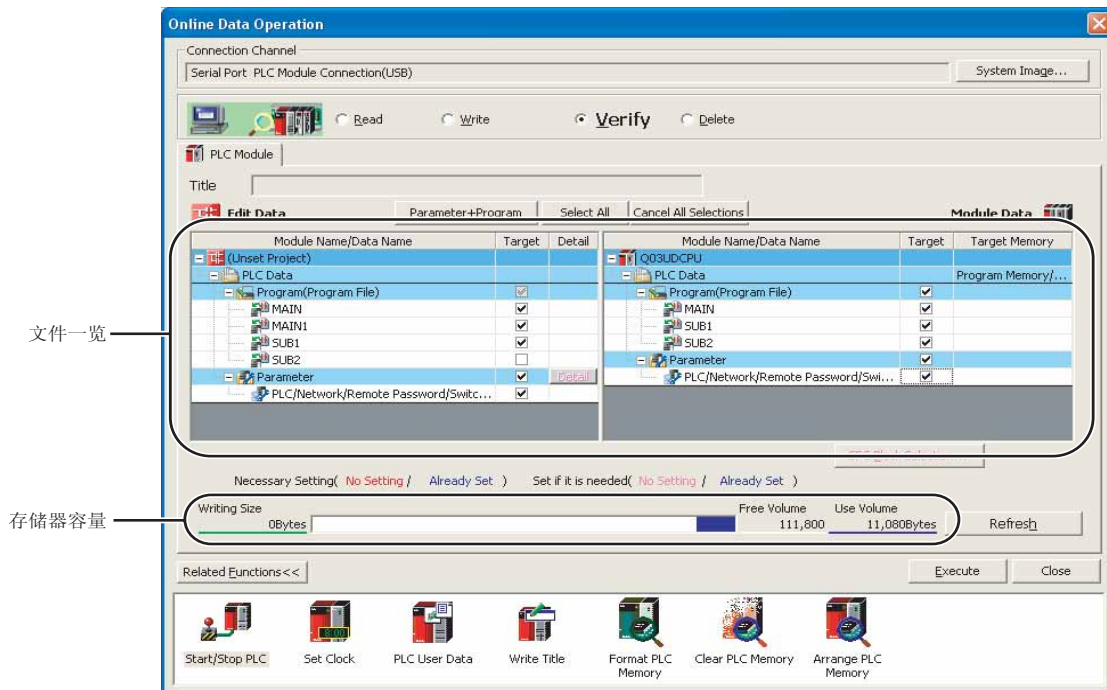 Online Data Operation
Connection Channel
Serial Port PLC Module Connection(USB)
System Image...
Read Write Verify Delete
PLC Module
Title
Edit Data Parameter+Program Select All Cancel All Selections Module Data
Module Name/Data Name Target Detail Module Name/Data Name Target Target Memory
(Unset Project) Q03UDCPU
PLC Data PLC Data Program Memory/...
Program(Program File) Program(Program File)
MAIN MAIN
MAIN1 SUB1
文件一览
SUB1 SUB2
SUB2 Parameter
Parameter Detail PLC/Network/Remote Password/Swi...
PLC/Network/Remote Password/Switc...
Necessary Setting( No Setting / Already Set ) Set if it is needed( No Setting / Already Set )
Writing Size Free Volume Use Volume
存储器容量
0Bytes 111,800 11,080Bytes Refresh
Related Functions<< Execute Close
Start/Stop PLC Set Clock PLC User Data Write Title Format PLC Memory Clear PLC Memory Arrange PLC Memory